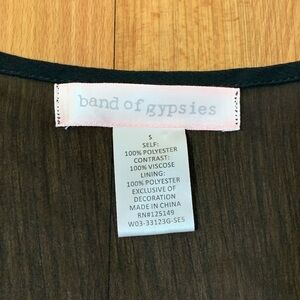 band of gypsies
S
SELF:
100% POLYESTER
CONTRAST:
100% VISCOSE
LINING:
100% POLYESTER
EXCLUSIVE OF
DECORATION
MADE IN CHINA
RN#125149
W03-33123G-SE5